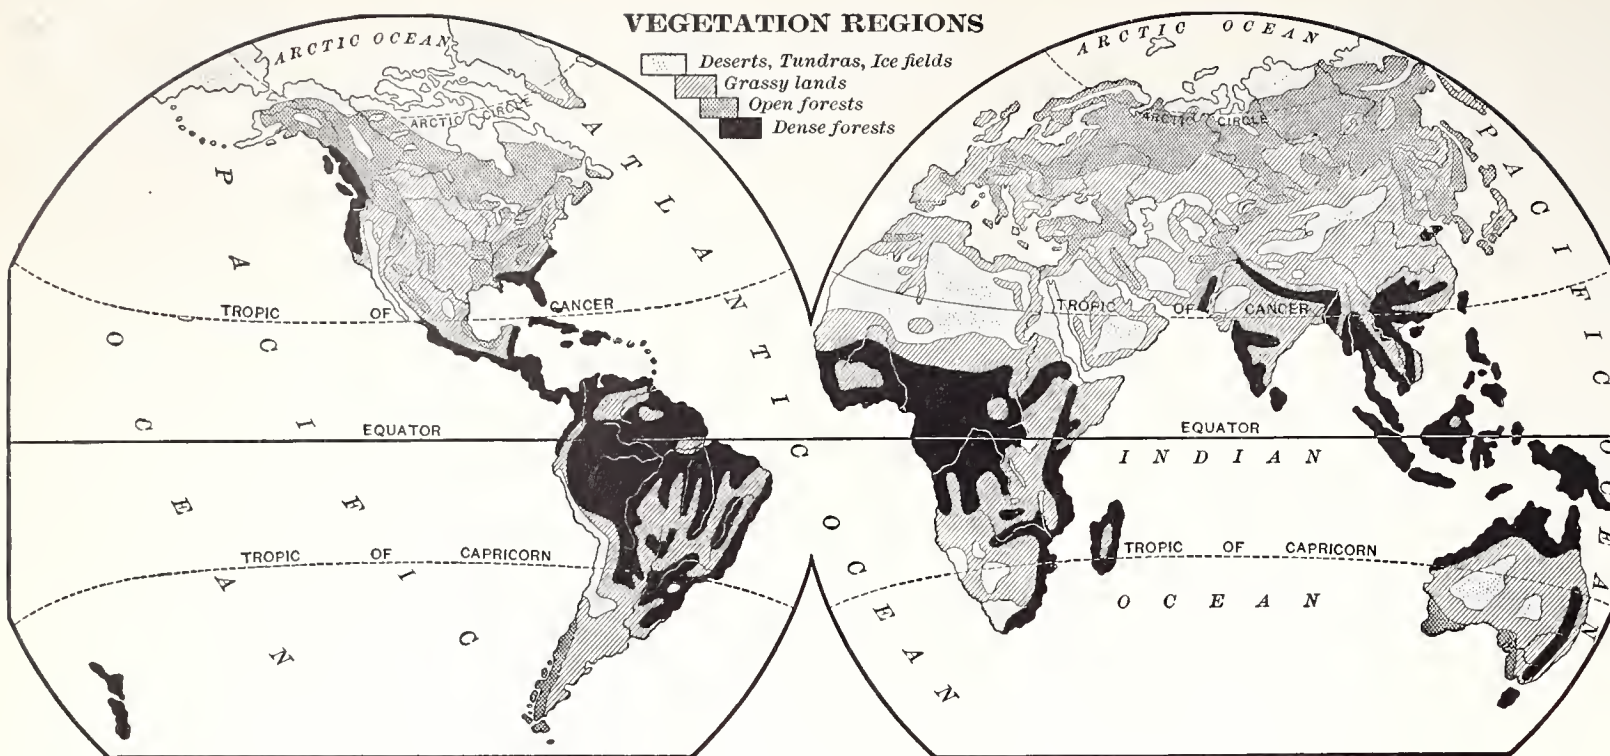 VEGETATION REGIONS
Deserts, Tundras, Ice fields
Grassy lands
Open forests
Dense forests
ARCTIC OCEAN
ARCTIC OCEAN
ARCTIC CIRCLE
ARCTIC CIRCLE
PACIFIC
OCEAN
ATLANTIC
OCEAN
PACIFIC
OCEAN
TROPIC OF CANCER
TROPIC OF CANCER
EQUATOR
EQUATOR
INDIAN
OCEAN
TROPIC OF CAPRICORN
TROPIC OF CAPRICORN